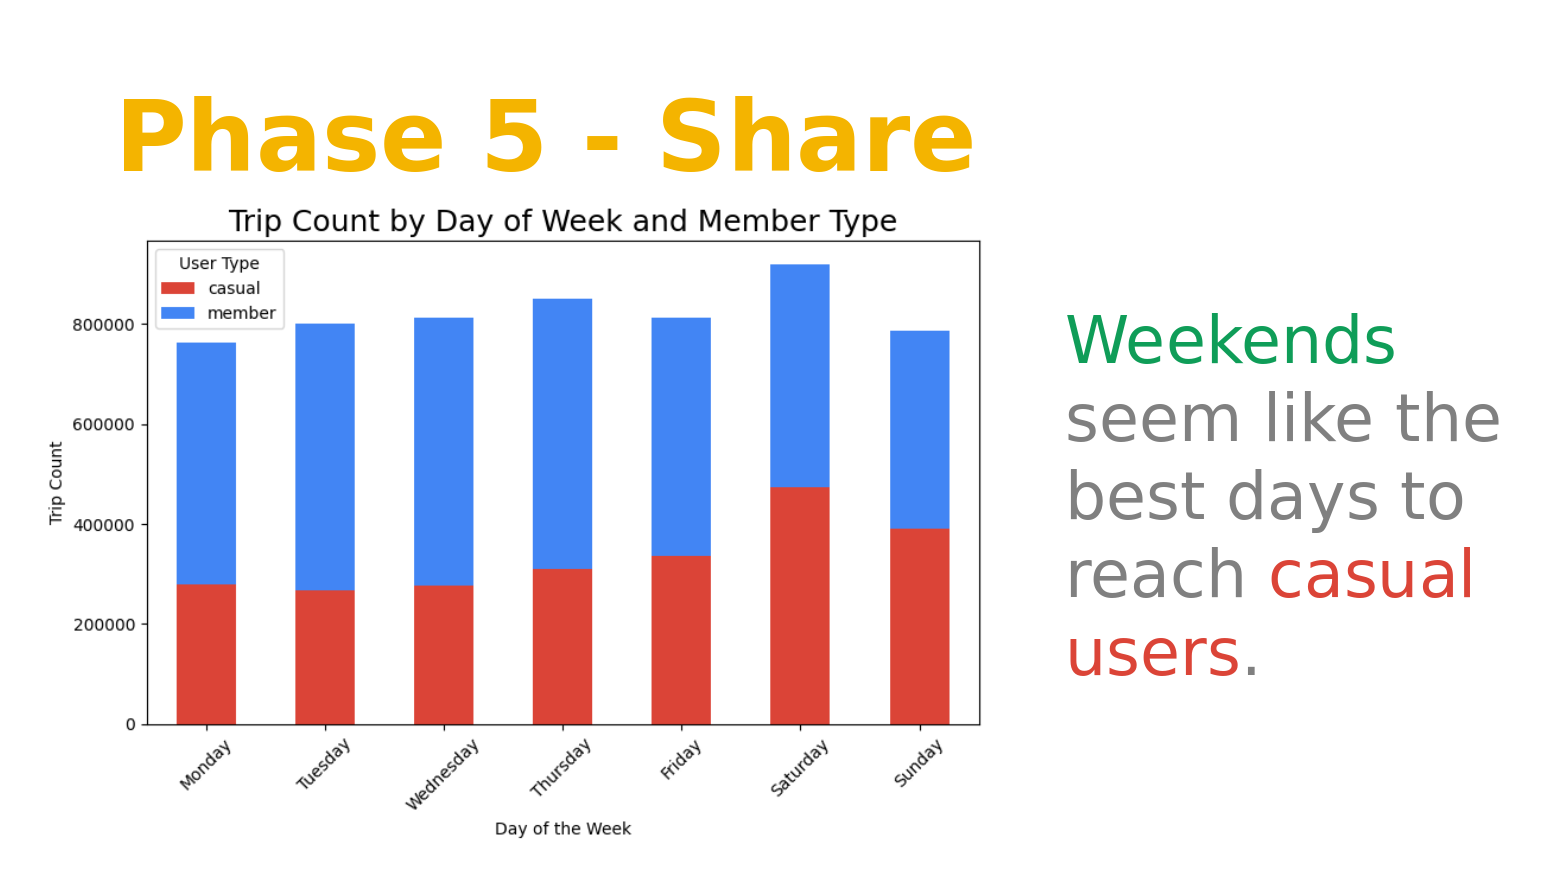 Phase 5 - Share
Trip Count by Day of Week and Member Type
User Type
casual
member
800000
600000
400000
200000
0
Trip Count
Monday
Tuesday
Wednesday
Thursday
Friday
Saturday
Sunday
Day of the Week
Weekends
seem like the
best days to
reach casual
users.